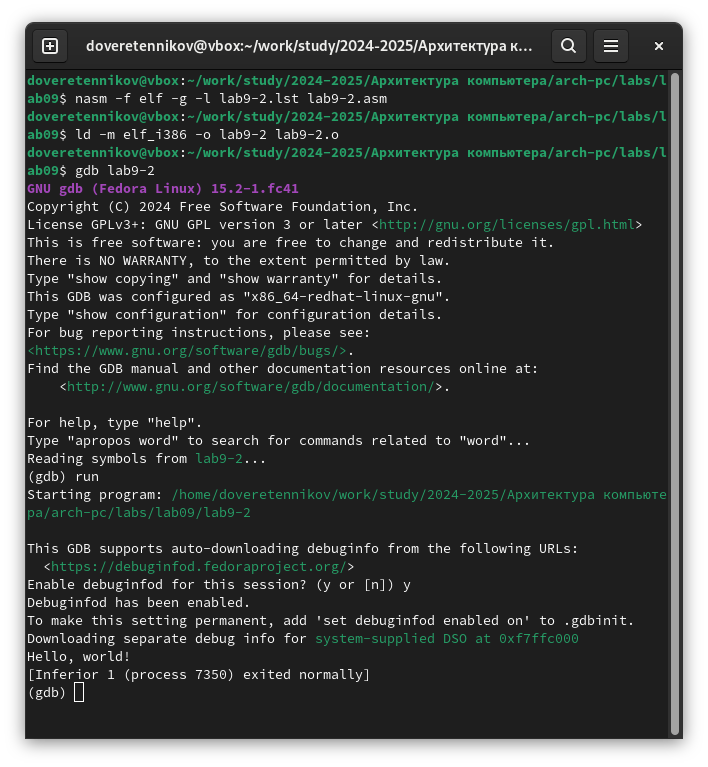 doveretennikov@vbox:~/work/study/2024-2025/Архитектура к...
doveretennikov@vbox:~/work/study/2024-2025/Архитектура компьютера/arch-pc/labs/l
ab09$ nasm -f elf -g -l lab9-2.lst lab9-2.asm
doveretennikov@vbox:~/work/study/2024-2025/Архитектура компьютера/arch-pc/labs/l
ab09$ ld -m elf_i386 -o lab9-2 lab9-2.o
doveretennikov@vbox:~/work/study/2024-2025/Архитектура компьютера/arch-pc/labs/l
ab09$ gdb lab9-2
GNU gdb (Fedora Linux) 15.2-1.fc41
Copyright (C) 2024 Free Software Foundation, Inc.
License GPLv3+: GNU GPL version 3 or later <http://gnu.org/licenses/gpl.html>
This is free software: you are free to change and redistribute it.
There is NO WARRANTY, to the extent permitted by law.
Type "show copying" and "show warranty" for details.
This GDB was configured as "x86_64-redhat-linux-gnu".
Type "show configuration" for configuration details.
For bug reporting instructions, please see:
<https://www.gnu.org/software/gdb/bugs/>.
Find the GDB manual and other documentation resources online at:
    <http://www.gnu.org/software/gdb/documentation/>.

For help, type "help".
Type "apropos word" to search for commands related to "word"...
Reading symbols from lab9-2...
(gdb) run
Starting program: /home/doveretennikov/work/study/2024-2025/Архитектура компьюте
ра/arch-pc/labs/lab09/lab9-2

This GDB supports auto-downloading debuginfo from the following URLs:
  <https://debuginfod.fedoraproject.org/>
Enable debuginfod for this session? (y or [n]) y
Debuginfod has been enabled.
To make this setting permanent, add 'set debuginfod enabled on' to .gdbinit.
Downloading separate debug info for system-supplied DSO at 0xf7ffc000
Hello, world!
[Inferior 1 (process 7350) exited normally]
(gdb)